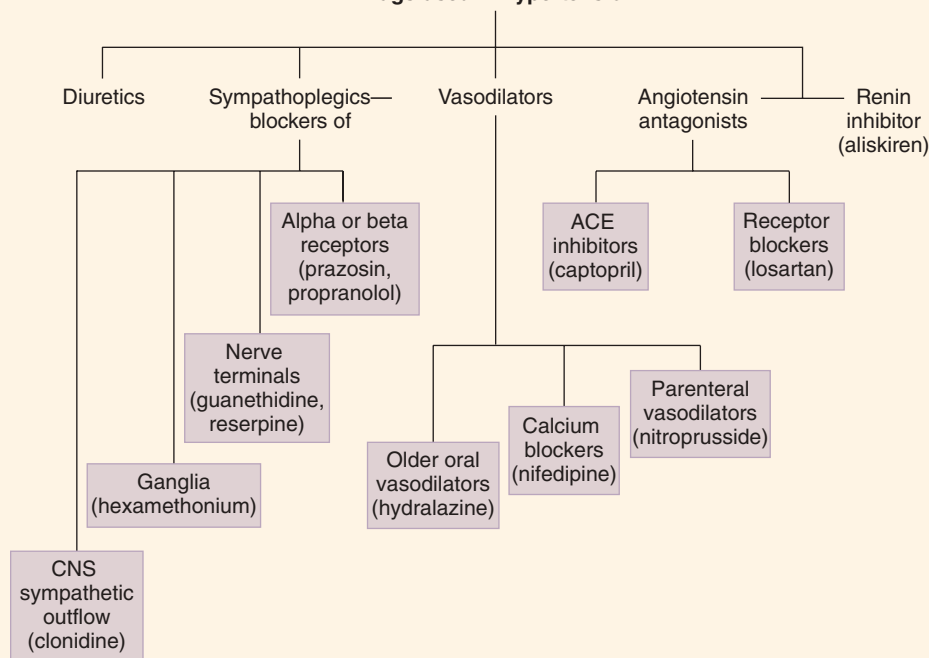 Diuretics
Sympathoplegics—
blockers of
Vasodilators
Angiotensin
antagonists
Renin
inhibitor
(aliskiren)
Alpha or beta
receptors
(prazosin,
propranolol)
ACE
inhibitors
(captopril)
Receptor
blockers
(losartan)
Nerve
terminals
(guanethidine,
reserpine)
Parenteral
vasodilators
(nitroprusside)
Calcium
blockers
(nifedipine)
Older oral
vasodilators
(hydralazine)
Ganglia
(hexamethonium)
CNS
sympathetic
outflow
(clonidine)